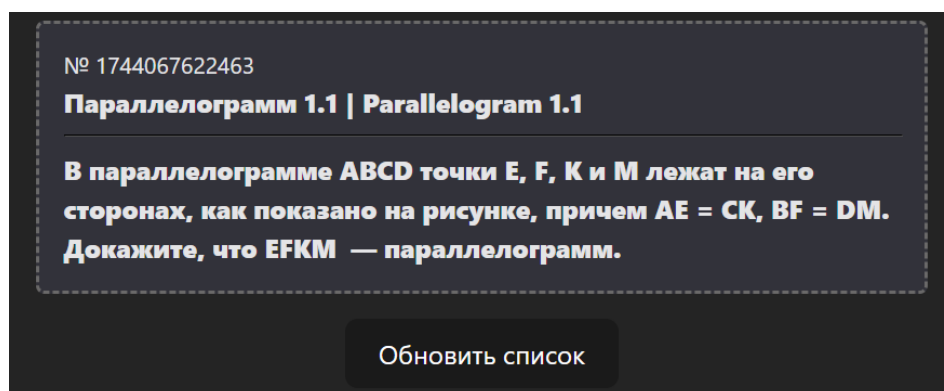 № 1744067622463
Параллелограмм 1.1 | Parallelogram 1.1
В параллелограмме ABCD точки E, F, K и M лежат на его
сторонах, как показано на рисунке, причем AE = CK, BF = DM.
Докажите, что EFKM — параллелограмм.
Обновить список